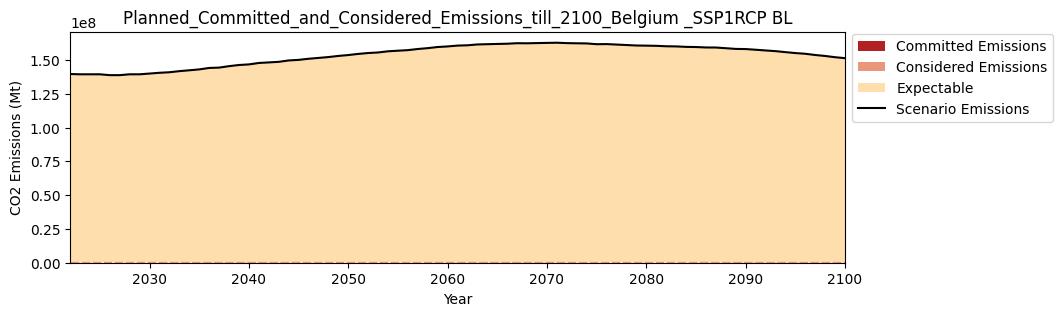 Planned_Committed_and_Considered_Emissions_till_2100_Belgium _SSP1RCP BL
1e8
1.50
1.25
1.00
0.75
0.50
0.25
0.00
CO2 Emissions (Mt)
2030 2040 2050 2060 2070 2080 2090 2100
Year
Committed Emissions
Considered Emissions
Expectable
Scenario Emissions